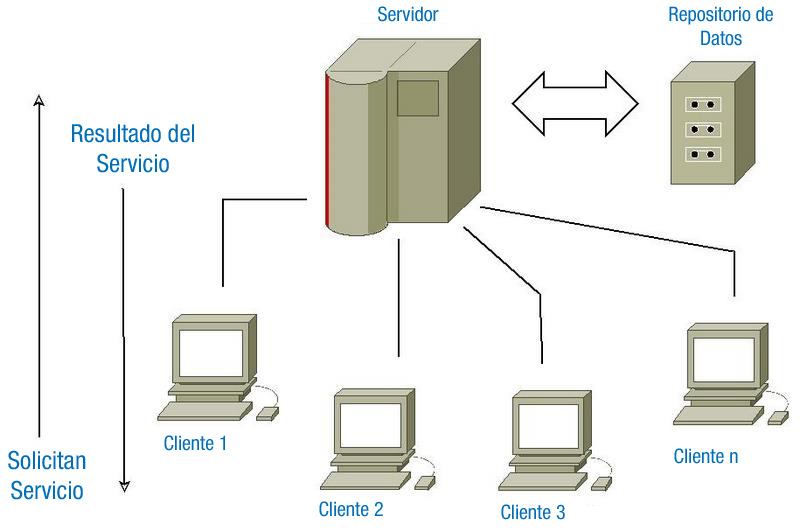 Servidor
Repositorio de
Datos
Resultado del
Servicio
Cliente 1
Cliente 2
Cliente 3
Cliente n
Solicitan
Servicio